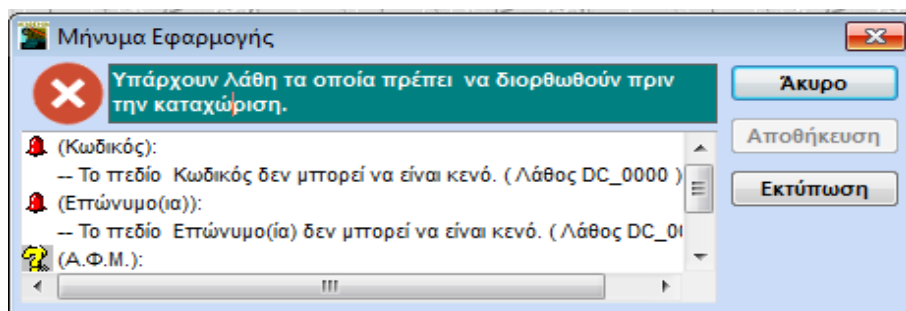 Μήνυμα Εφαρμογής
Υπάρχουν Λάθη τα οποία πρέπει να διορθωθούν πριν
την καταχώριση.
Άκυρο
Αποθήκευση
Εκτύπωση
(Κωδικός):
-- Το πεδίο Κωδικός δεν μπορεί να είναι κενό. ( Λάθος DC_0000 )
(Επώνυμο(ια)):
-- Το πεδίο Επώνυμο(ία) δεν μπορεί να είναι κενό. ( Λάθος
(Α.Φ.Μ.):